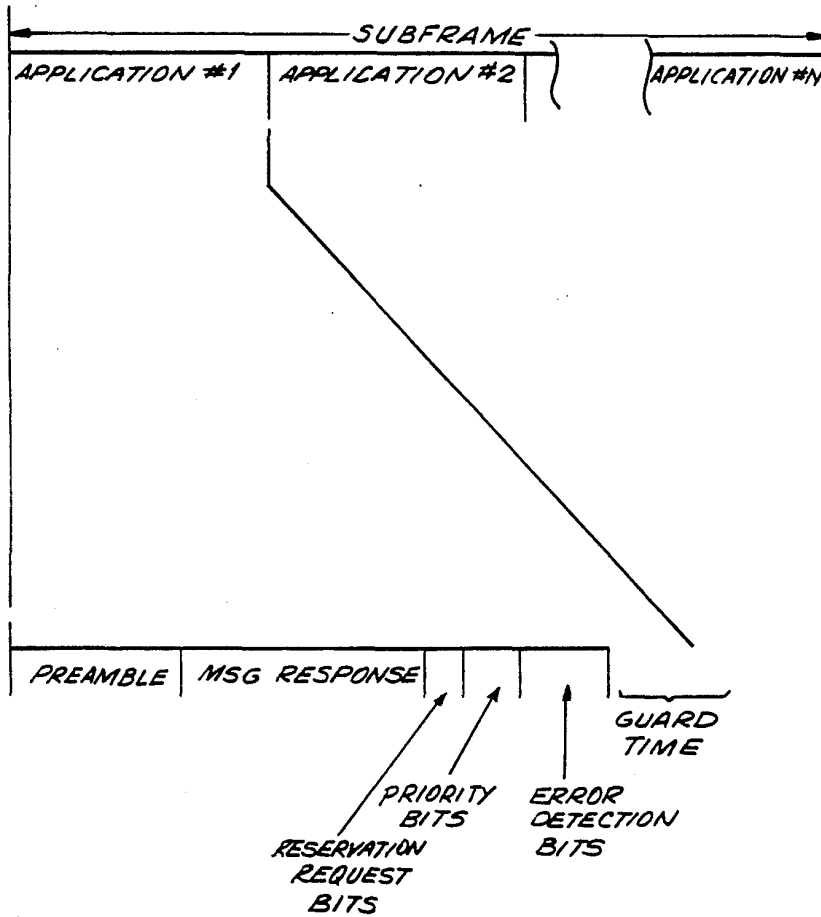 SUBFRAME
APPLICATION #1
APPLICATION #2
APPLICATION #N
PREAMBLE
MSG RESPONSE
GUARD
TIME
PRIORITY
BITS
ERROR
DETECTION
BITS
RESERVATION
REQUEST
BITS